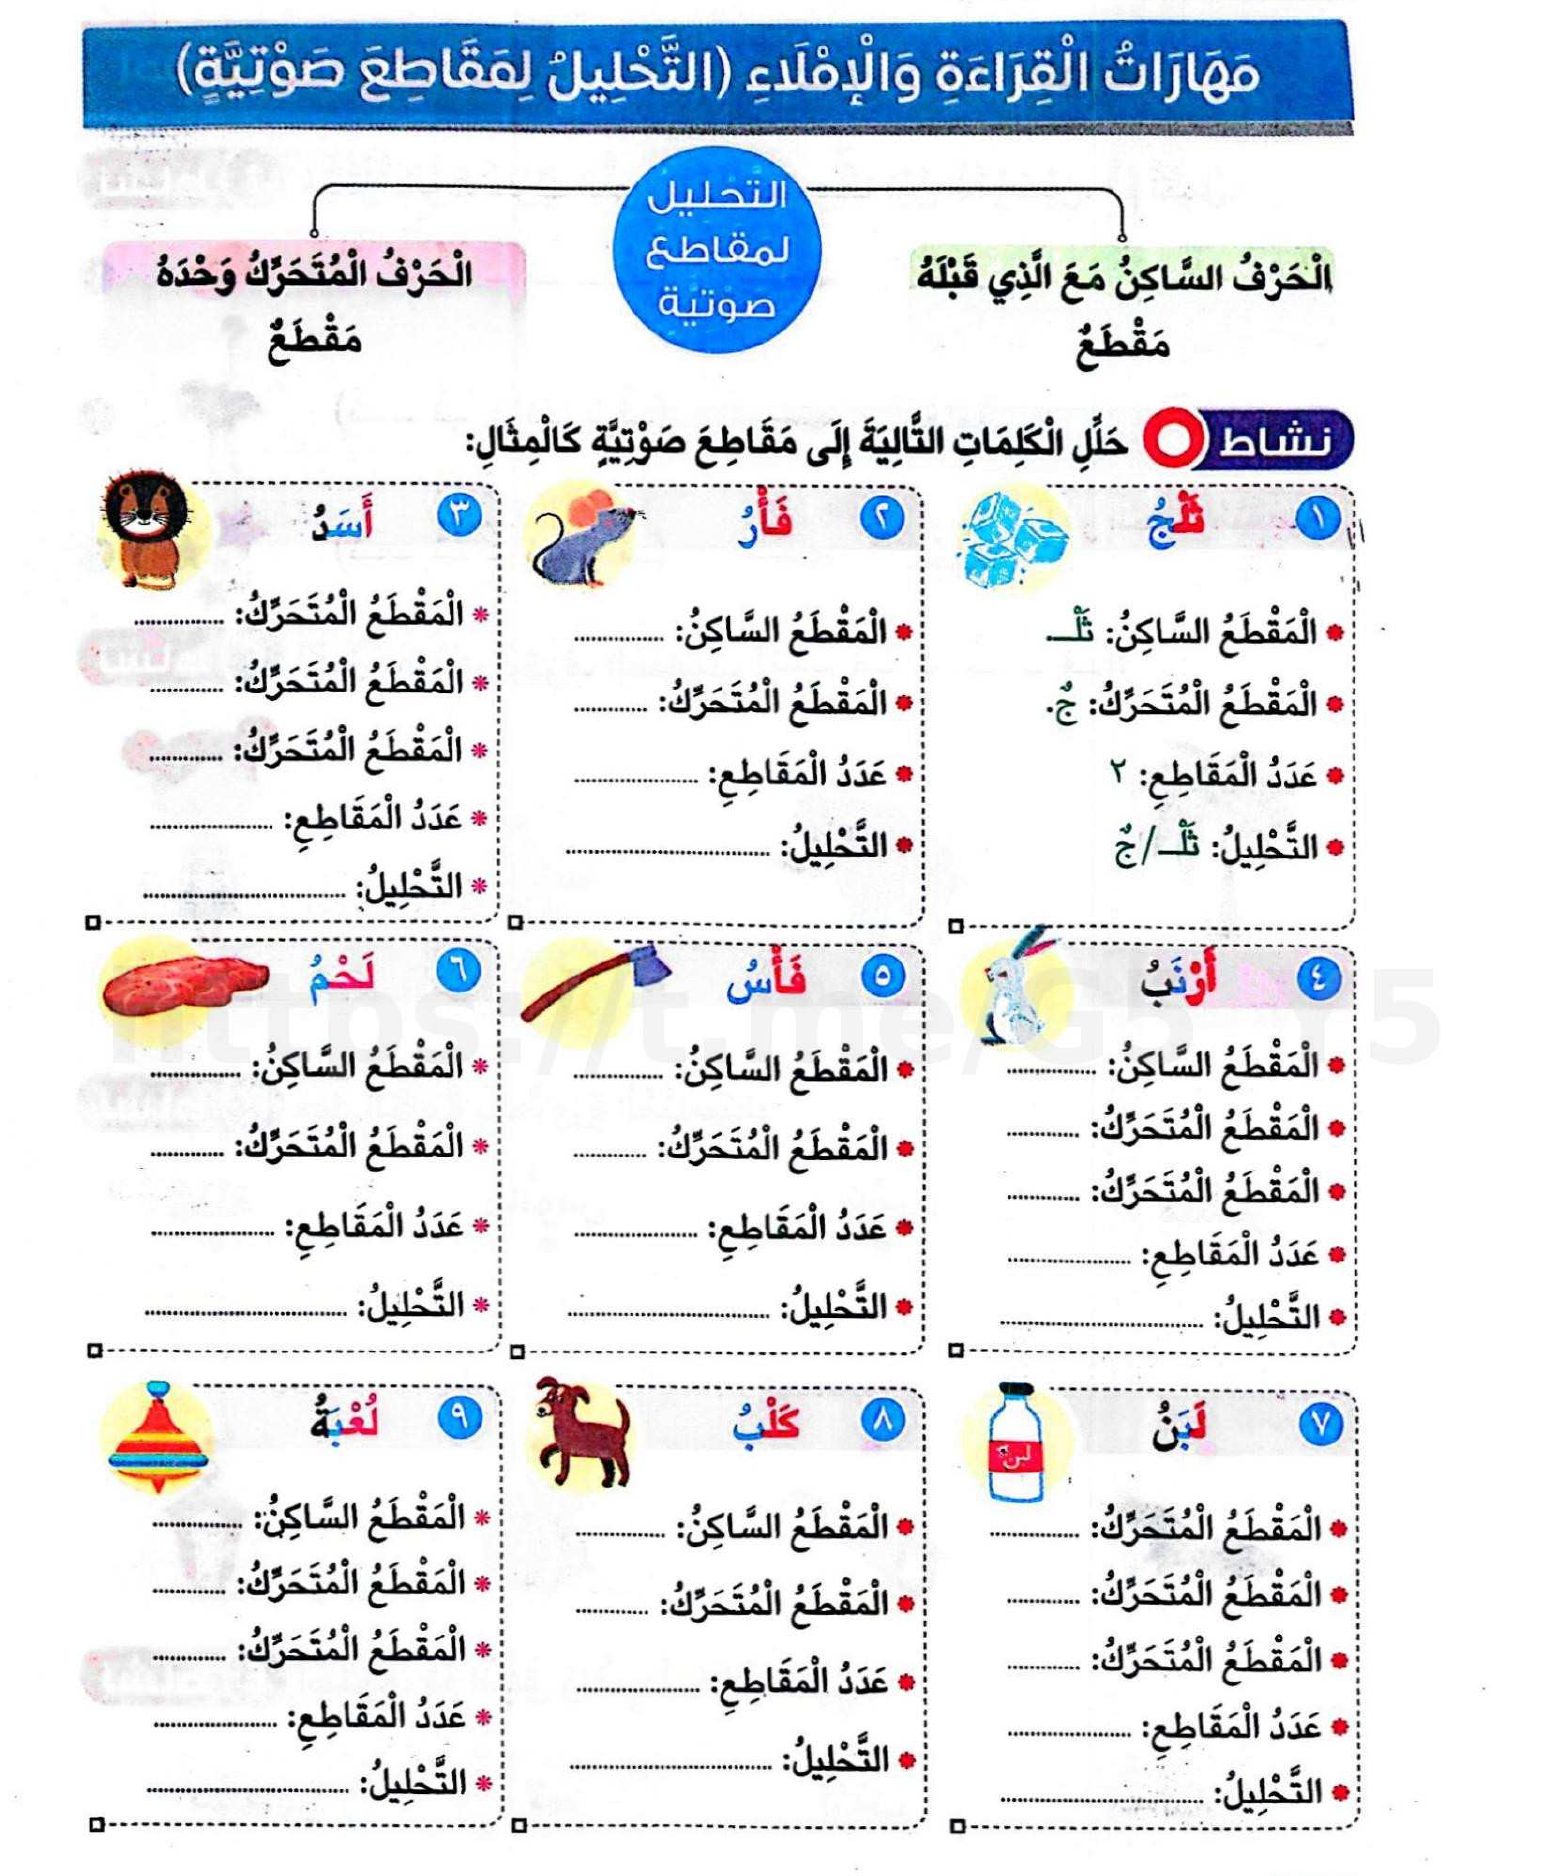 مَهَارَاتُ الْقِرَاءَةِ وَالْإِمْلَاءِ (التَّحْلِيلُ لِمَقَاطِعَ صَوْتِيَّةٍ)
التحليل
لمقاطع
صوتية
الْحَرْفُ السَّاكِنُ مَعَ الَّذِي قَبْلَهُ
مَقْطَعٌ
الْحَرْفُ الْمُتَحَرِّكُ وَحْدَهُ
مَقْطَعٌ
نشاط حَلِّلِ الْكَلِمَاتِ التَّالِيَةَ إِلَى مَقَاطِعَ صَوْتِيَّةٍ كَالْمِثَالِ:
١ ثَلْجُ
* الْمَقْطَعُ السَّاكِنُ: ثَلْـ
* الْمَقْطَعُ الْمُتَحَرِّكُ: جٌ.
* عَدَدُ الْمَقَاطِعِ: ٢
* التَّحْلِيلُ: ثَلْـ/جٌ
٢ فَأْرُ
* الْمَقْطَعُ السَّاكِنُ: ............
* الْمَقْطَعُ الْمُتَحَرِّكُ: ............
* عَدَدُ الْمَقَاطِعِ: ............
* التَّحْلِيلُ: ............
٣ أَسَدُ
* الْمَقْطَعُ الْمُتَحَرِّكُ: ............
* الْمَقْطَعُ الْمُتَحَرِّكُ: ............
* الْمَقْطَعُ الْمُتَحَرِّكُ: ............
* عَدَدُ الْمَقَاطِعِ: ............
* التَّحْلِيلُ: ............
٤ أَرْنَبُ
* الْمَقْطَعُ السَّاكِنُ: ............
* الْمَقْطَعُ الْمُتَحَرِّكُ: ............
* الْمَقْطَعُ الْمُتَحَرِّكُ: ............
* عَدَدُ الْمَقَاطِعِ: ............
* التَّحْلِيلُ: ............
٥ فَأْسُ
* الْمَقْطَعُ السَّاكِنُ: ............
* الْمَقْطَعُ الْمُتَحَرِّكُ: ............
* عَدَدُ الْمَقَاطِعِ: ............
* التَّحْلِيلُ: ............
٦ لَحْمُ
* الْمَقْطَعُ السَّاكِنُ: ............
* الْمَقْطَعُ الْمُتَحَرِّكُ: ............
* عَدَدُ الْمَقَاطِعِ: ............
* التَّحْلِيلُ: ............
https://t.me/G5_Y5
٧ لَبَنُ
لبن
* الْمَقْطَعُ الْمُتَحَرِّكُ: ............
* الْمَقْطَعُ الْمُتَحَرِّكُ: ............
* الْمَقْطَعُ الْمُتَحَرِّكُ: ............
* عَدَدُ الْمَقَاطِعِ: ............
* التَّحْلِيلُ: ............
٨ كَلْبُ
* الْمَقْطَعُ السَّاكِنُ: ............
* الْمَقْطَعُ الْمُتَحَرِّكُ: ............
* عَدَدُ الْمَقَاطِعِ: ............
* التَّحْلِيلُ: ............
٩ لُعْبَةُ
* الْمَقْطَعُ السَّاكِنُ: ............
* الْمَقْطَعُ الْمُتَحَرِّكُ: ............
* الْمَقْطَعُ الْمُتَحَرِّكُ: ............
* عَدَدُ الْمَقَاطِعِ: ............
* التَّحْلِيلُ: ............